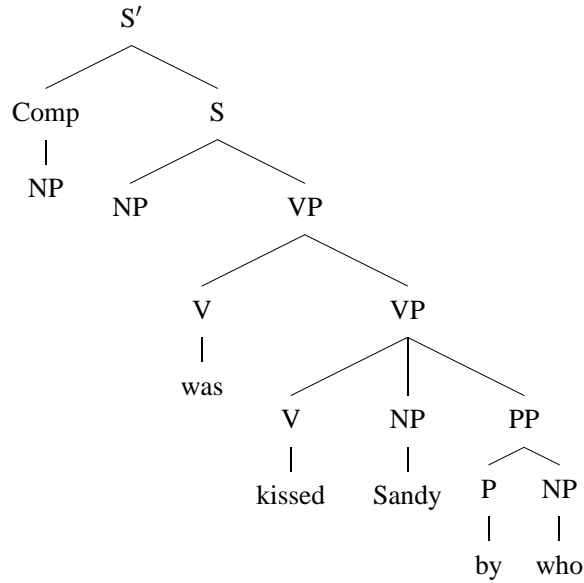 S′
Comp S
NP NP VP
V VP
was
V NP PP
kissed Sandy P NP
by who